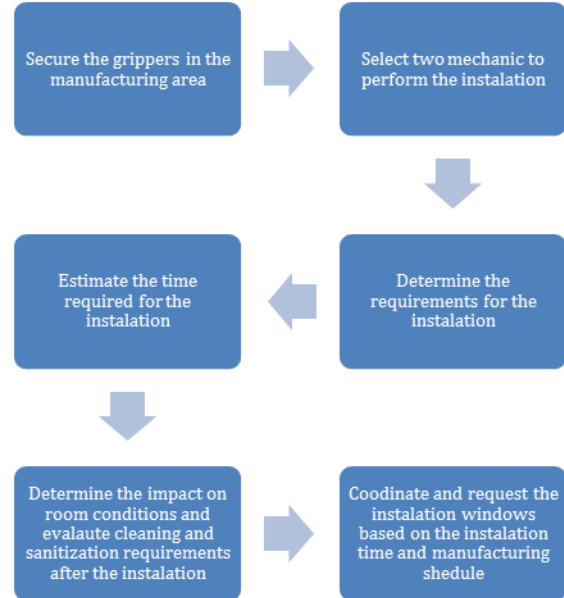 Secure the grippers in the
manufacturing area
Select two mechanic to
perform the instalation
Determine the
requirements for the
instalation
Estimate the time
required for the
instalation
Determine the impact on
room conditions and
evalaute cleaning and
sanitization requirements
after the instalation
Coodinate and request the
instalation windows
based on the instalation
time and manufacturing
shedule